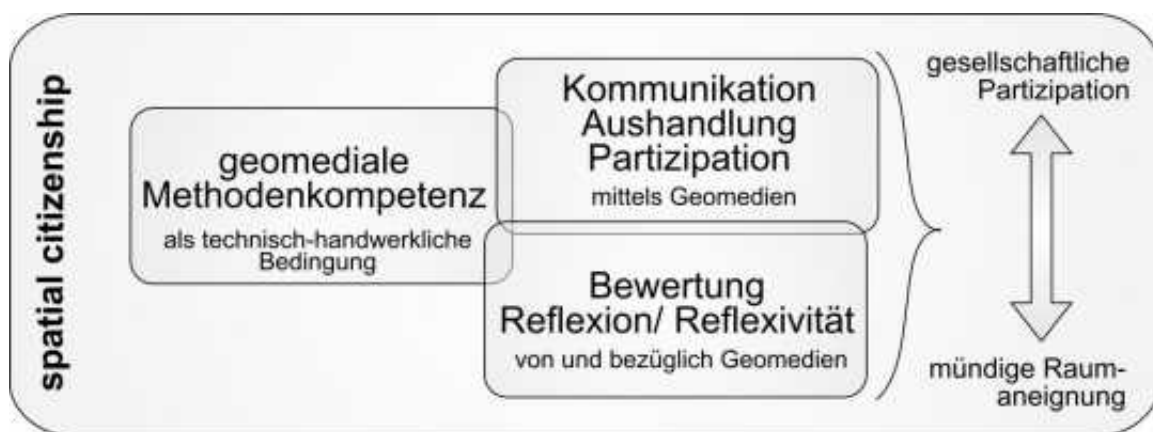 spatial citizenship
geomediale
Methodenkompetenz
als technisch-handwerkliche
Bedingung
Kommunikation
Aushandlung
Partizipation
mittels Geomedien
Bewertung
Reflexion/ Reflexivität
von und bezüglich Geomedien
gesellschaftliche
Partizipation
mündige Raum-
aneignung